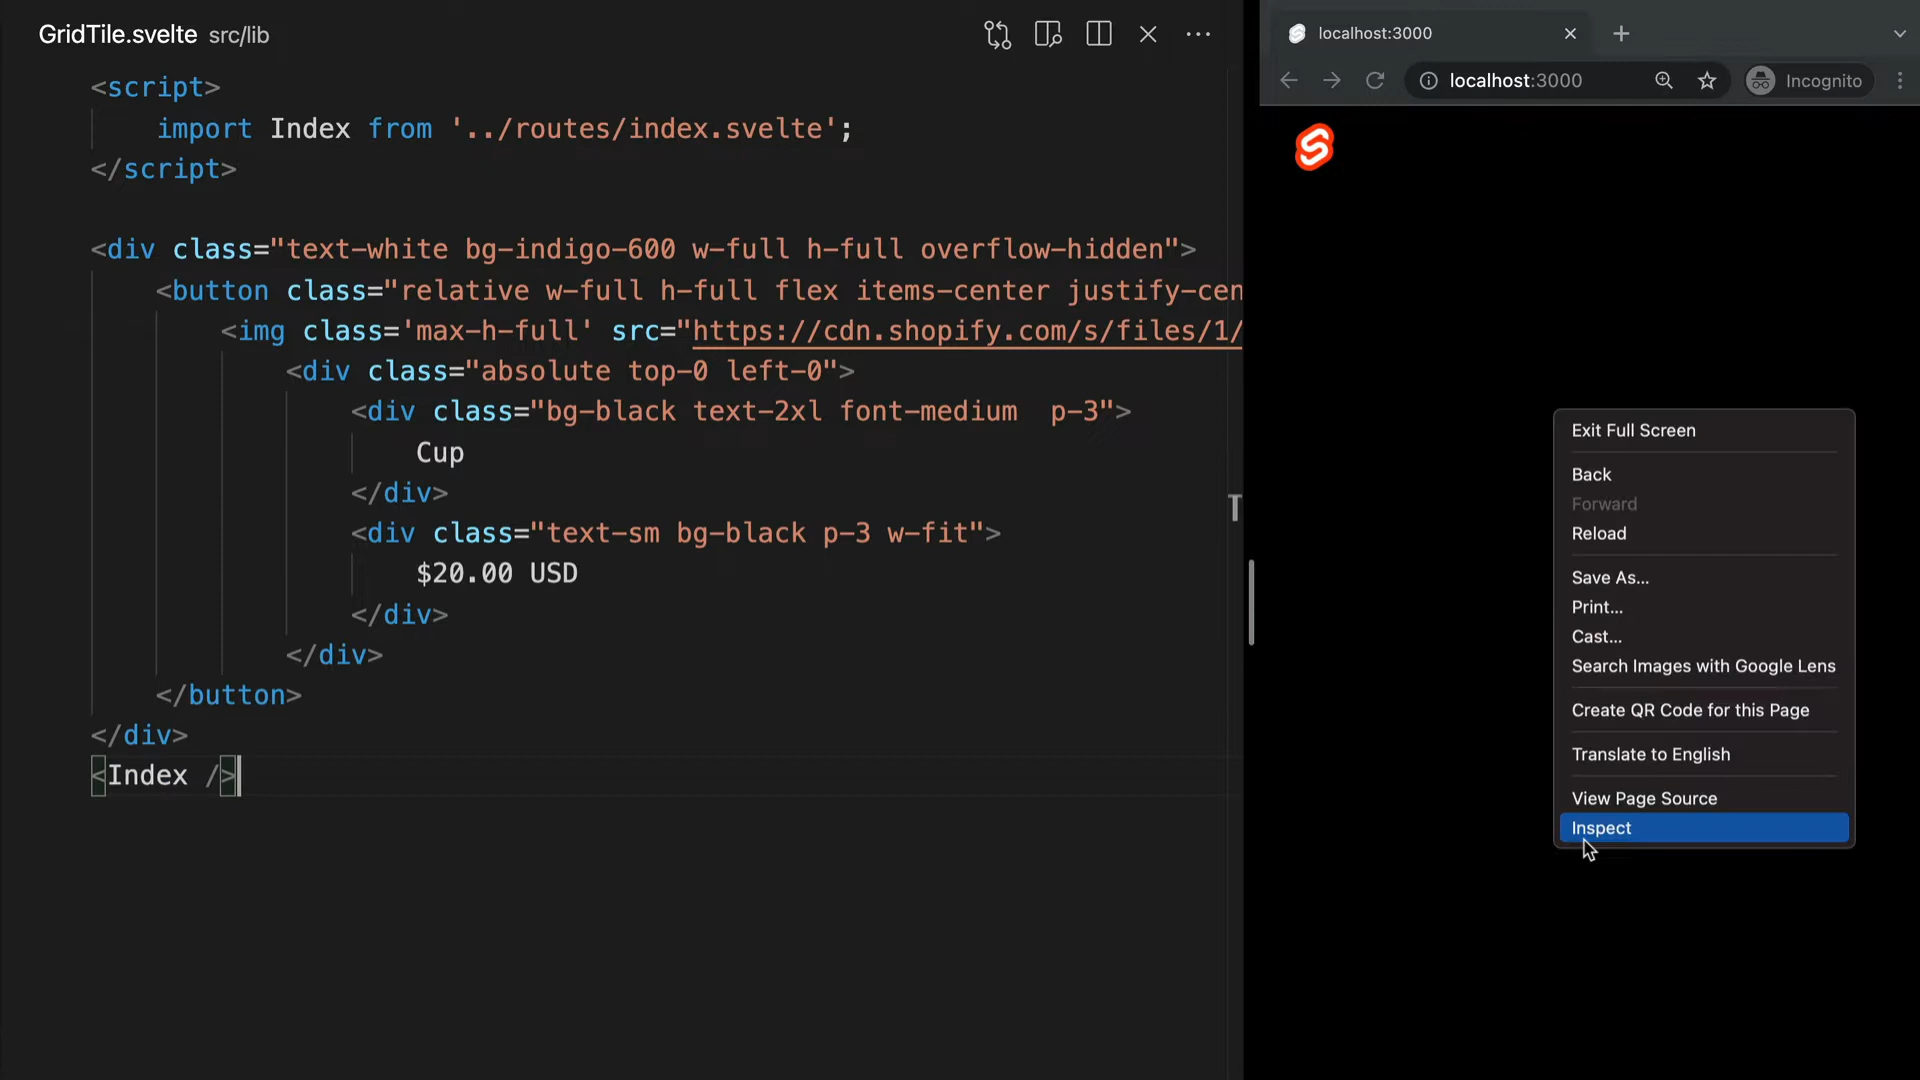 GridTile.svelte src/lib
<script>
import Index from '../routes/index.svelte';
</script>
<div class="text-white bg-indigo-600 w-full h-full overflow-hidden">
<button class="relative w-full h-full flex items-center justify-cen
<img class='max-h-full' src="https://cdn.shopify.com/s/files/1/
<div class="absolute top-0 left-0">
<div class="bg-black text-2xl font-medium  p-3">
Cup
</div>
<div class="text-sm bg-black p-3 w-fit">
$20.00 USD
</div>
</div>
</button>
</div>
<Index />
T
localhost:3000
localhost:3000
Incognito
Exit Full Screen
Back
Forward
Reload
Save As...
Print...
Cast...
Search Images with Google Lens
Create QR Code for this Page
Translate to English
View Page Source
Inspect